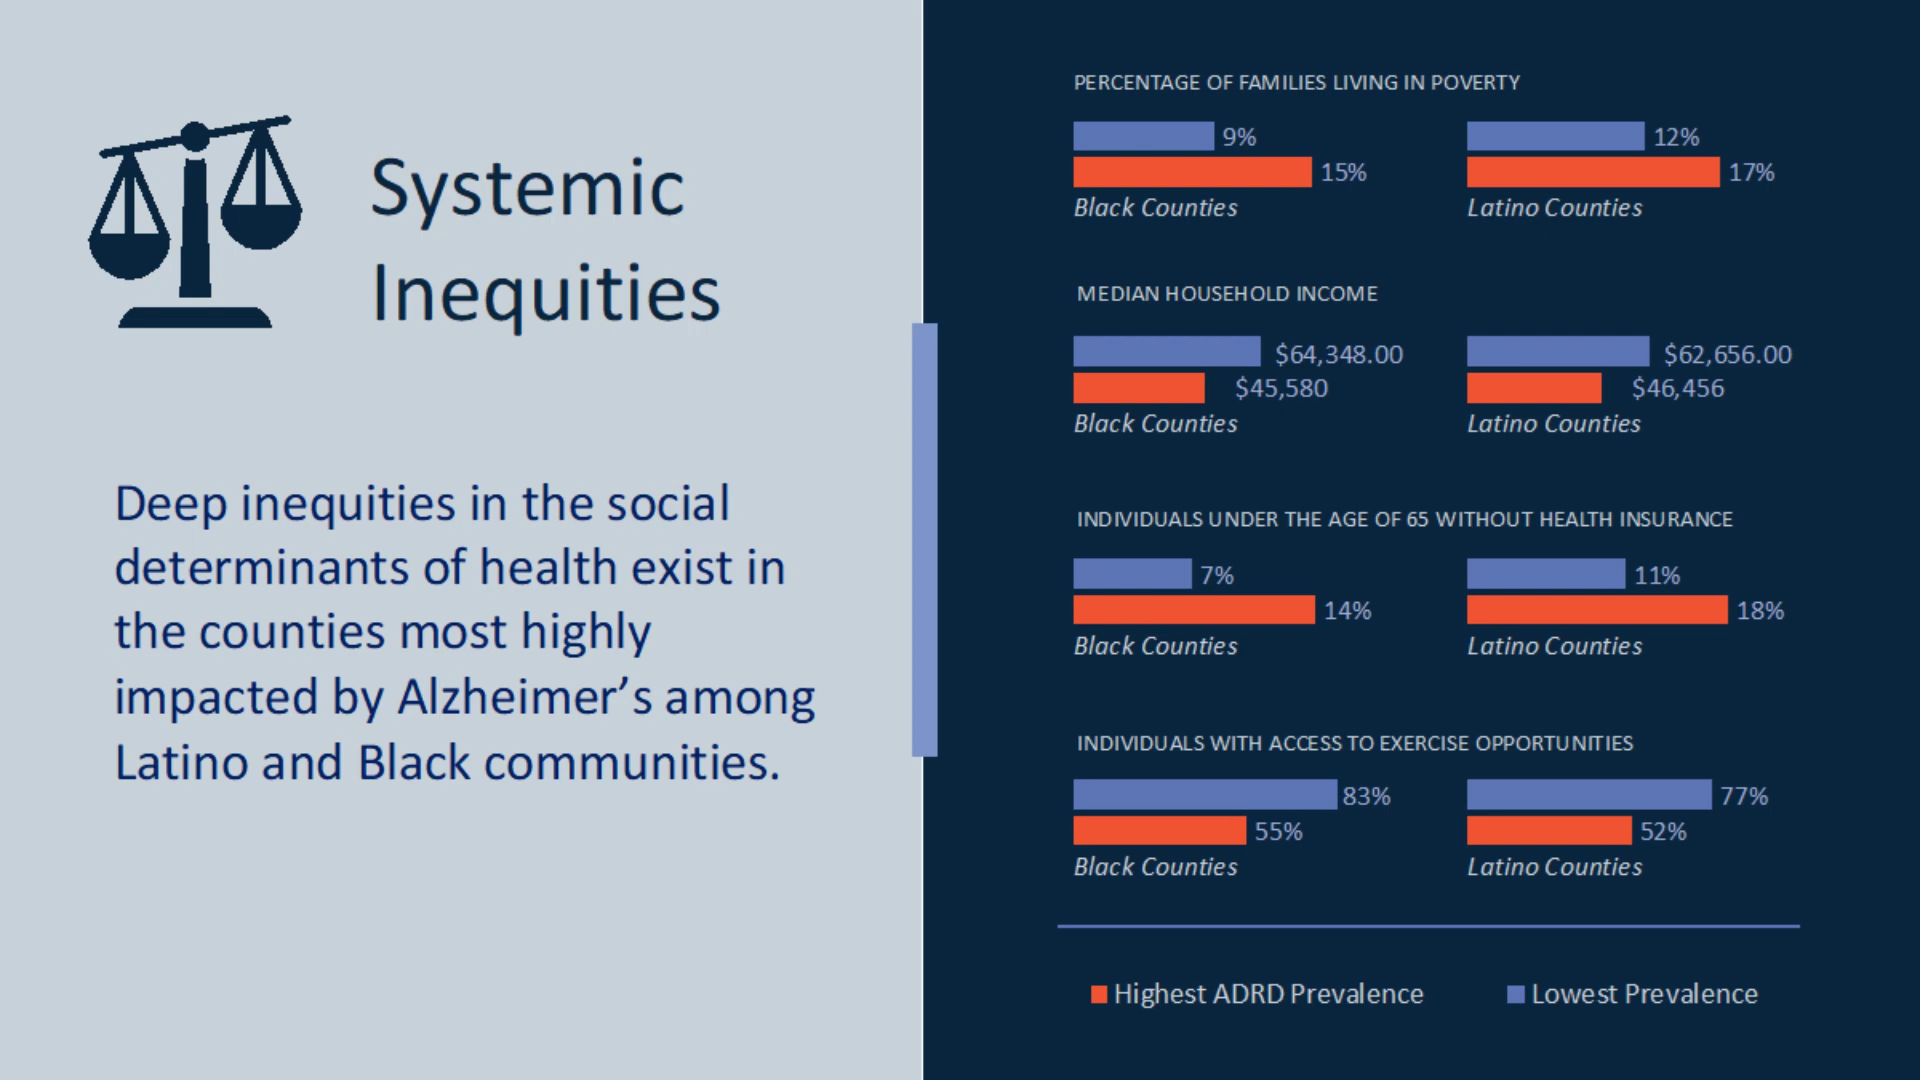 Systemic
Inequities
Deep inequities in the social
determinants of health exist in
the counties most highly
impacted by Alzheimer’s among
Latino and Black communities.
PERCENTAGE OF FAMILIES LIVING IN POVERTY
9%
15%
Black Counties
12%
17%
Latino Counties
MEDIAN HOUSEHOLD INCOME
$64,348.00
$45,580
Black Counties
$62,656.00
$46,456
Latino Counties
INDIVIDUALS UNDER THE AGE OF 65 WITHOUT HEALTH INSURANCE
7%
14%
Black Counties
11%
18%
Latino Counties
INDIVIDUALS WITH ACCESS TO EXERCISE OPPORTUNITIES
83%
55%
Black Counties
77%
52%
Latino Counties
Highest ADRD Prevalence
Lowest Prevalence